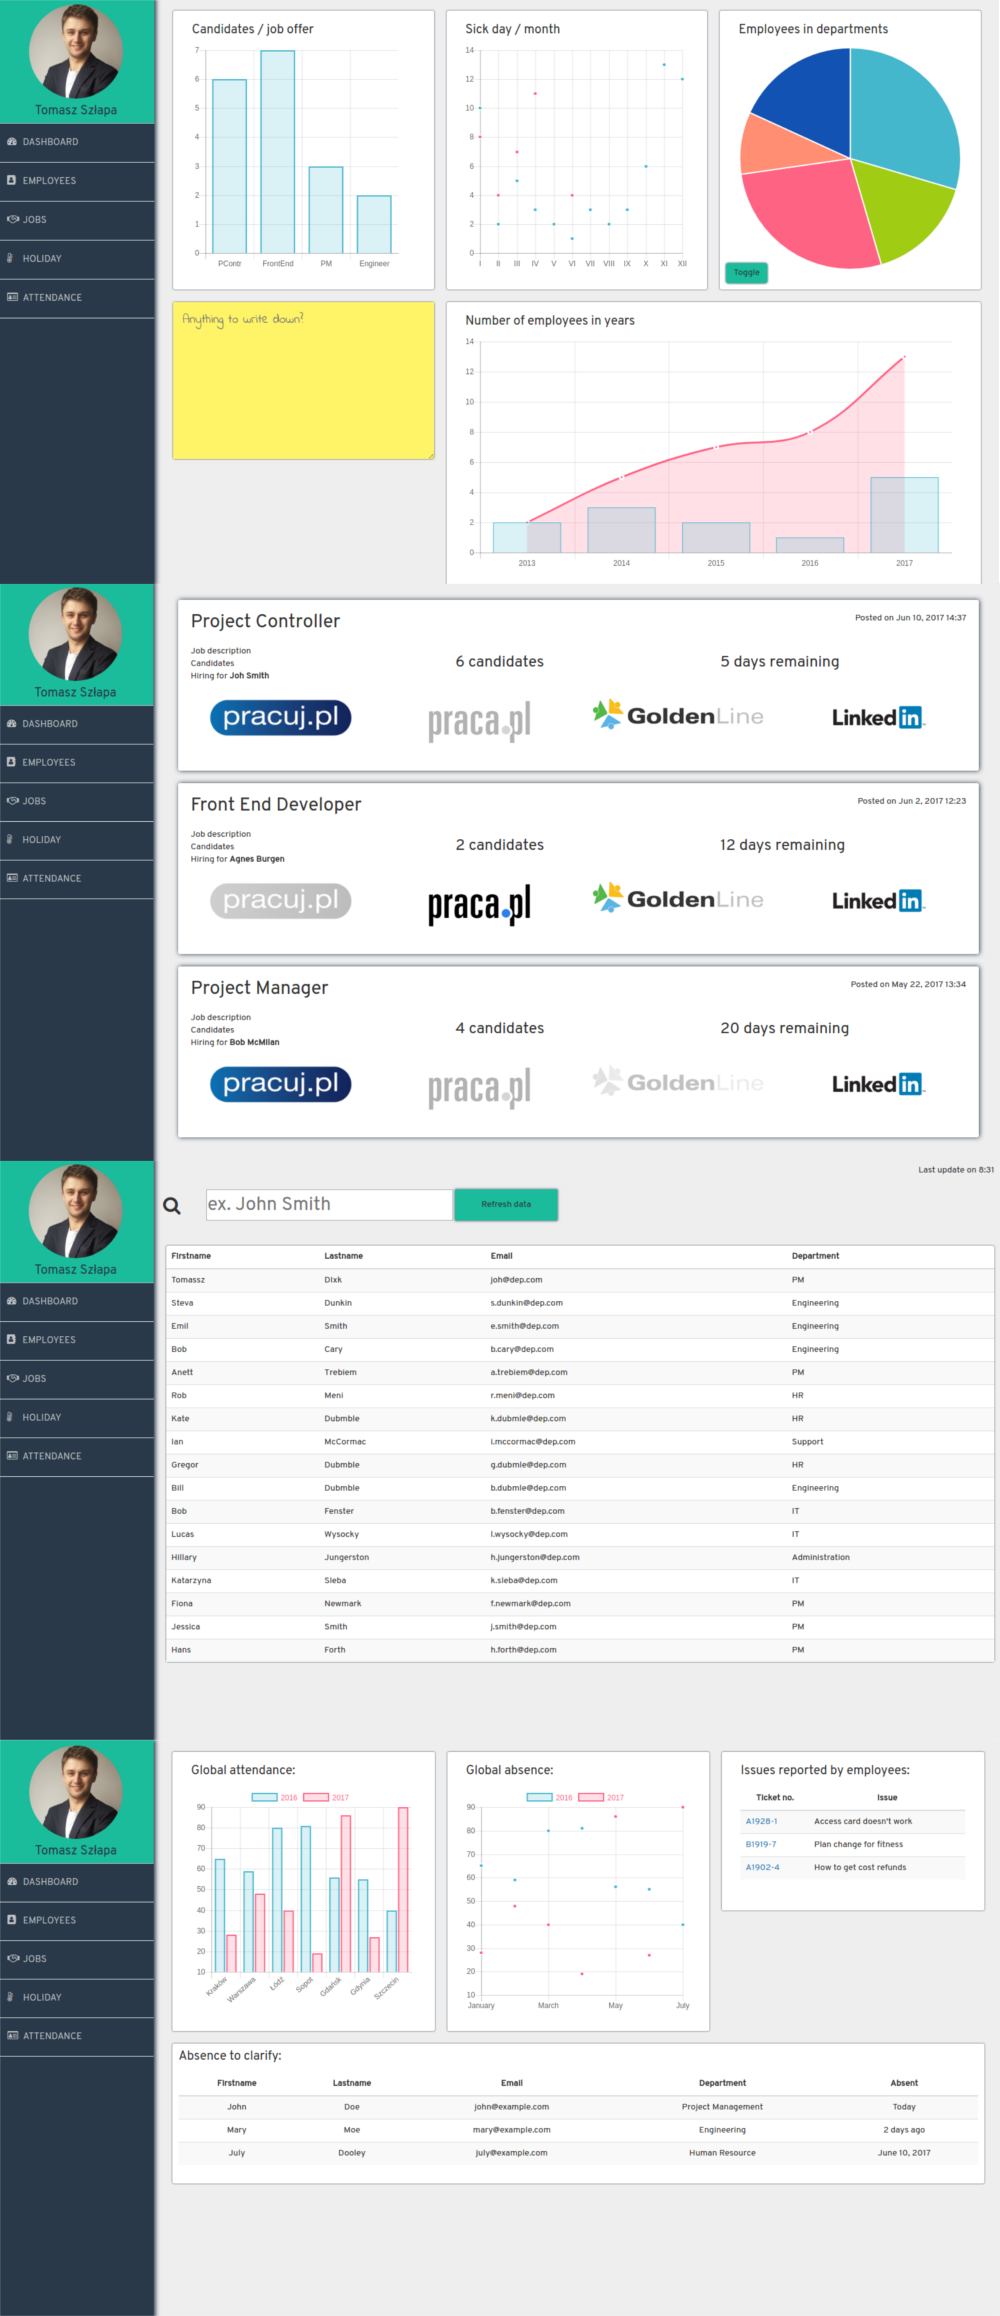 Tomasz Szłapa
DASHBOARD
EMPLOYEES
JOBS
HOLIDAY
ATTENDANCE
Candidates / job offer
7
6
5
4
3
2
1
0
PContr FrontEnd PM Engineer
Sick day / month
14
12
10
8
6
4
2
0
I II III IV V VI VII VIII IX X XI XII
Employees in departments
Toggle
Anything to write down?
Number of employees in years
14
12
10
8
6
4
2
0
2013 2014 2015 2016 2017
Tomasz Szłapa
DASHBOARD
EMPLOYEES
JOBS
HOLIDAY
ATTENDANCE
Project Controller
Posted on Jun 10, 2017 14:37
Job description
Candidates
Hiring for Joh Smith
6 candidates
5 days remaining
pracuj.pl praca.pl GoldenLine Linked in
Front End Developer
Posted on Jun 2, 2017 12:23
Job description
Candidates
Hiring for Agnes Burgen
2 candidates
12 days remaining
pracuj.pl praca.pl GoldenLine Linked in
Project Manager
Posted on May 22, 2017 13:34
Job description
Candidates
Hiring for Bob McMilan
4 candidates
20 days remaining
pracuj.pl praca.pl GoldenLine Linked in
Tomasz Szłapa
DASHBOARD
EMPLOYEES
JOBS
HOLIDAY
ATTENDANCE
Last update on 8:31
ex. John Smith
Refresh data
Firstname Lastname Email Department
Tomassz Dixk joh@dep.com PM
Steva Dunkin s.dunkin@dep.com Engineering
Emil Smith e.smith@dep.com Engineering
Bob Cary b.cary@dep.com Engineering
Anett Trebiem a.trebiem@dep.com PM
Rob Meni r.meni@dep.com HR
Kate Dubmble k.dubmle@dep.com HR
Ian McCormac i.mccormac@dep.com Support
Gregor Dubmble g.dubmle@dep.com HR
Bill Dubmble b.dubmle@dep.com Engineering
Bob Fenster b.fenster@dep.com IT
Lucas Wysocky l.wysocky@dep.com IT
Hillary Jungerston h.jungerston@dep.com Administration
Katarzyna Sleba k.sleba@dep.com IT
Fiona Newmark f.newmark@dep.com PM
Jessica Smith j.smith@dep.com PM
Hans Forth h.forth@dep.com PM
Tomasz Szłapa
DASHBOARD
EMPLOYEES
JOBS
HOLIDAY
ATTENDANCE
Global attendance:
2016 2017
90
80
70
60
50
40
30
20
10
Kraków Warszawa Łódź Sopot Gdańsk Gdynia Szczecin
Global absence:
2016 2017
90
80
70
60
50
40
30
20
10
January March May July
Issues reported by employees:
Ticket no. Issue
A1928-1 Access card doesn't work
B1919-7 Plan change for fitness
A1902-4 How to get cost refunds
Absence to clarify:
Firstname Lastname Email Department Absent
John Doe john@example.com Project Management Today
Mary Moe mary@example.com Engineering 2 days ago
July Dooley july@example.com Human Resource June 10, 2017